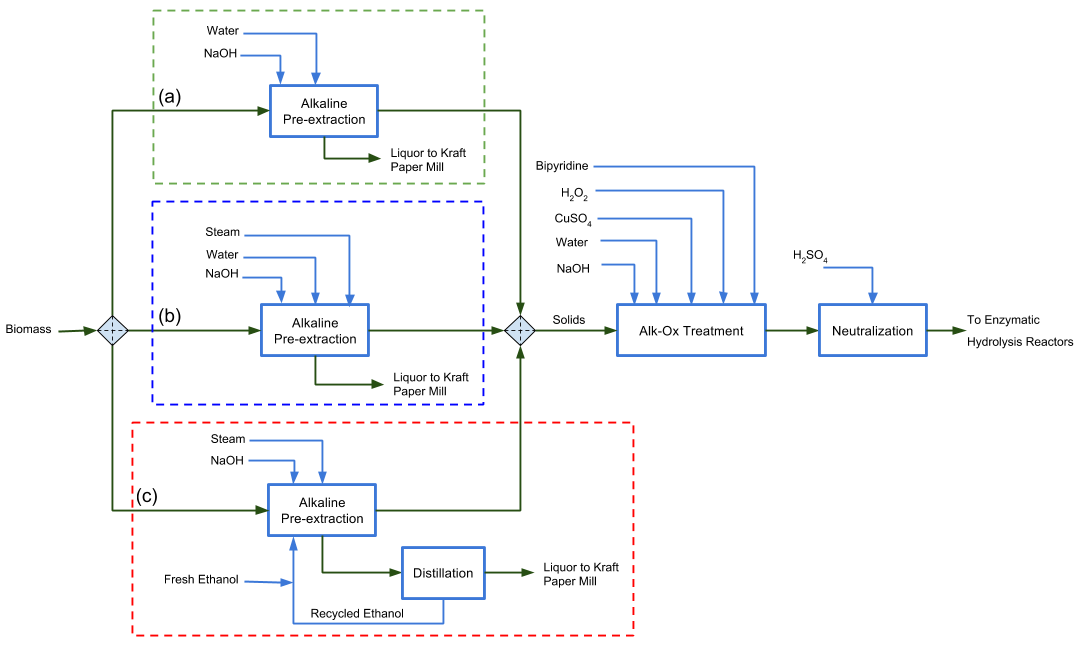 Water
NaOH
(a)
Alkaline
Pre-extraction
Liquor to Kraft
Paper Mill
Steam
Water
NaOH
(b)
Alkaline
Pre-extraction
Liquor to Kraft
Paper Mill
Biomass
Steam
NaOH
(c)
Alkaline
Pre-extraction
Fresh Ethanol
Distillation
Recycled Ethanol
Liquor to Kraft
Paper Mill
Bipyridine
H₂O₂
CuSO₄
Water
NaOH
Solids
Alk-Ox Treatment
H₂SO₄
Neutralization
To Enzymatic
Hydrolysis Reactors